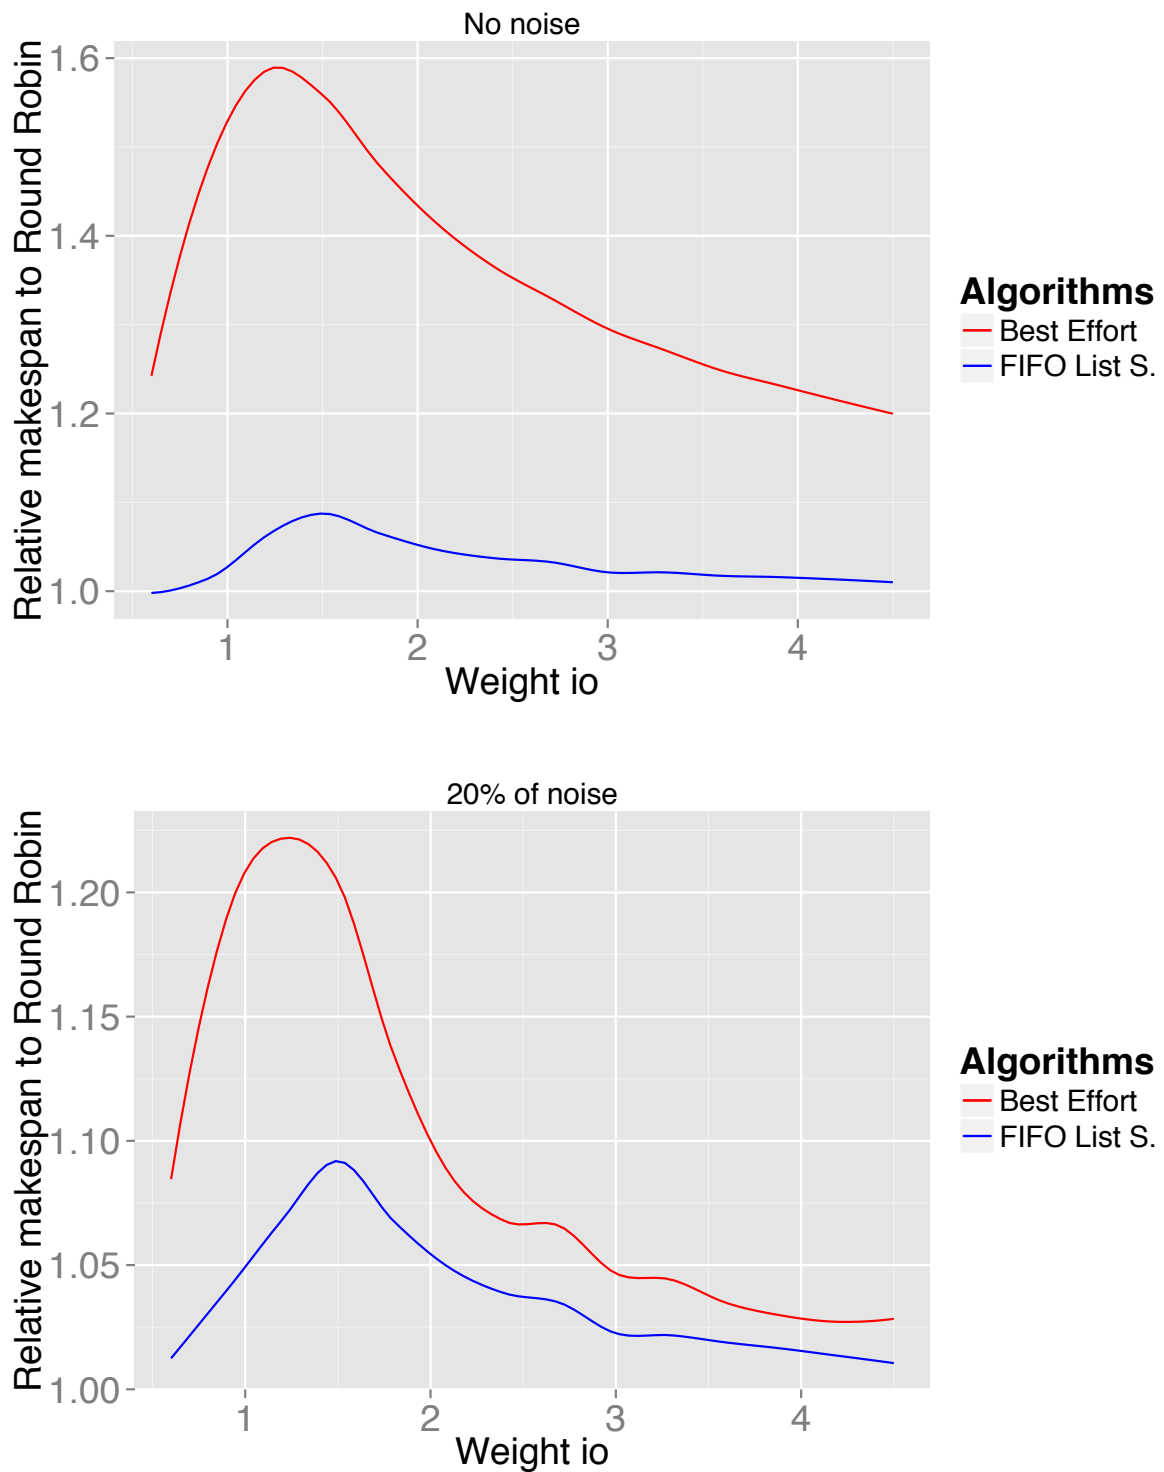 No noise
Relative makespan to Round Robin
1.6
1.4
1.2
1.0
1 2 3 4
Weight io
Algorithms
Best Effort
FIFO List S.
20% of noise
Relative makespan to Round Robin
1.20
1.15
1.10
1.05
1.00
1 2 3 4
Weight io
Algorithms
Best Effort
FIFO List S.